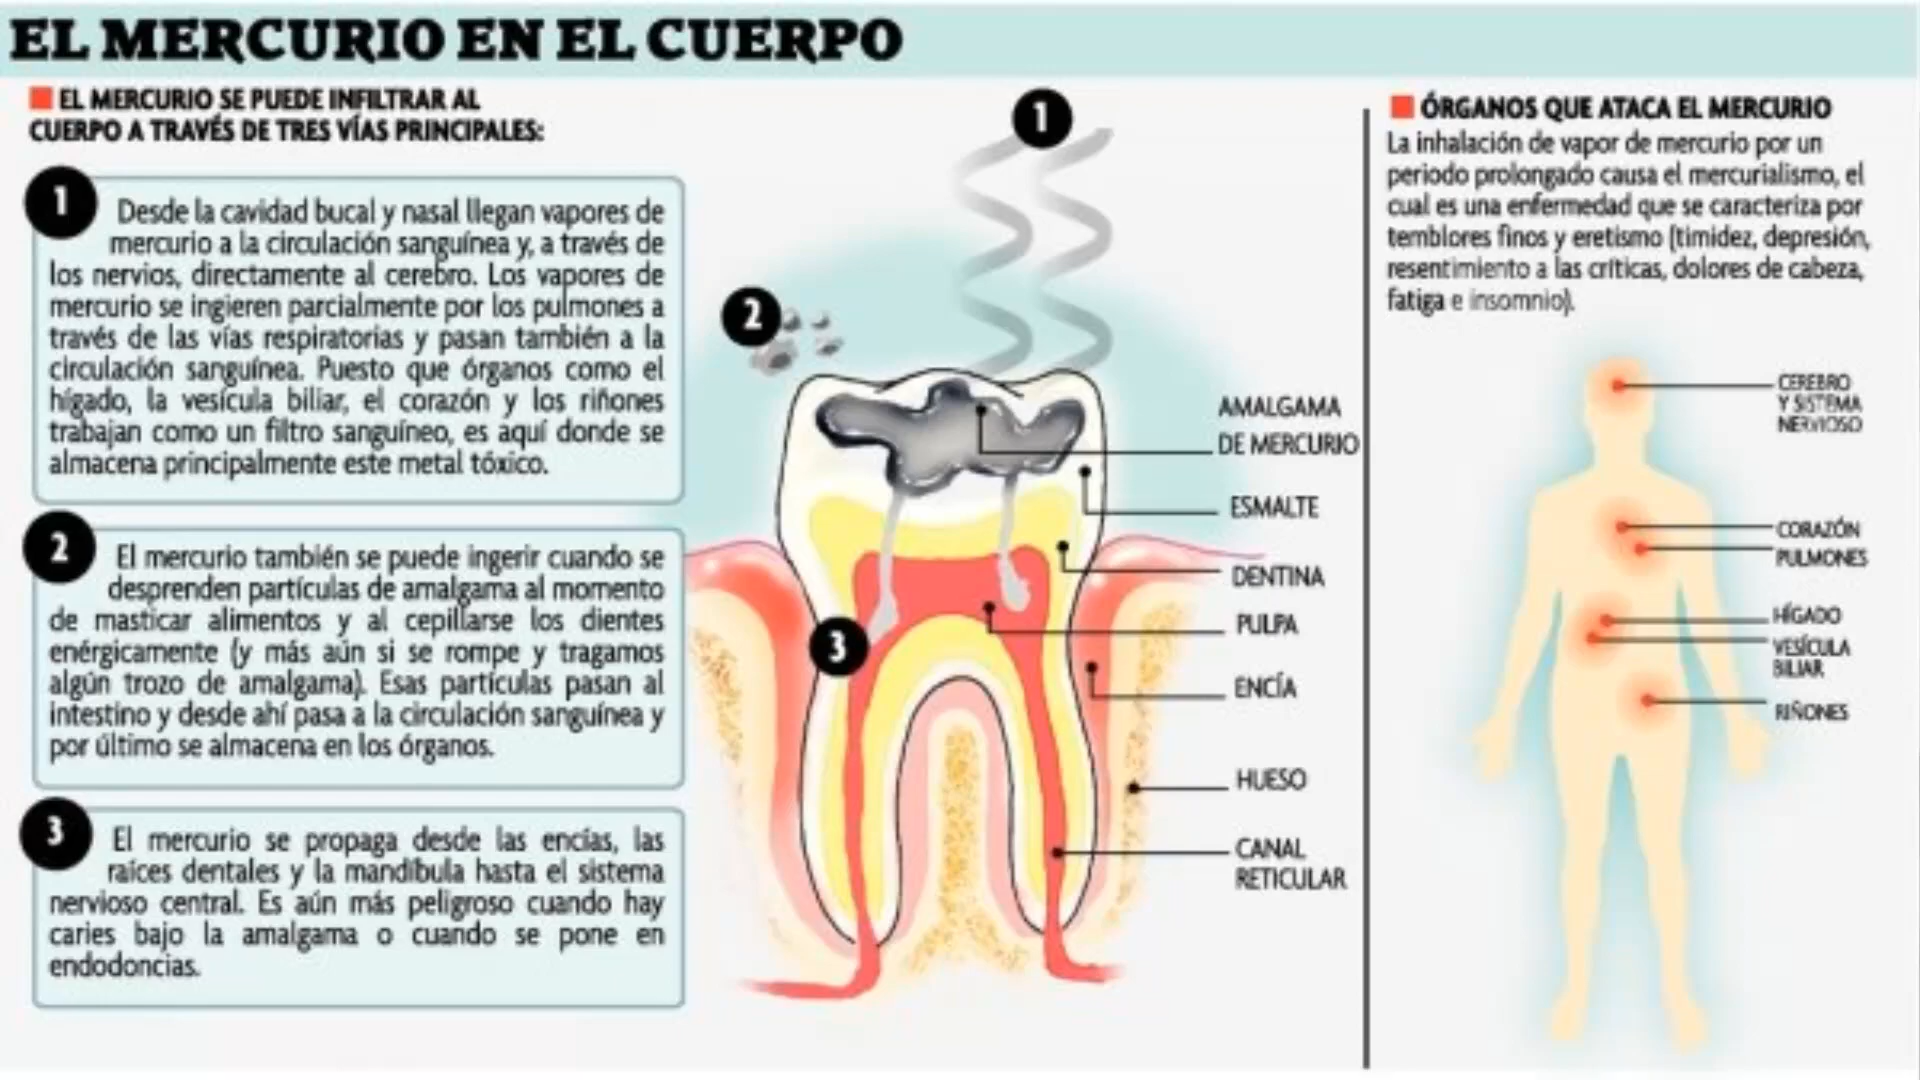 EL MERCURIO EN EL CUERPO
EL MERCURIO SE PUEDE INFILTRAR AL
CUERPO A TRAVÉS DE TRES VÍAS PRINCIPALES:
1
Desde la cavidad bucal y nasal llegan vapores de
mercurio a la circulación sanguínea y, a través de
los nervios, directamente al cerebro. Los vapores de
mercurio se ingieren parcialmente por los pulmones a
través de las vías respiratorias y pasan también a la
circulación sanguínea. Puesto que órganos como el
hígado, la vesícula biliar, el corazón y los riñones
trabajan como un filtro sanguíneo, es aquí donde se
almacena principalmente este metal tóxico.
2
El mercurio también se puede ingerir cuando se
desprenden partículas de amalgama al momento
de masticar alimentos y al cepillarse los dientes
enérgicamente (y más aún si se rompe y tragamos
algún trozo de amalgama). Esas partículas pasan al
intestino y desde ahí pasa a la circulación sanguínea y
por último se almacena en los órganos.
3
El mercurio se propaga desde las encías, las
raíces dentales y la mandíbula hasta el sistema
nervioso central. Es aún más peligroso cuando hay
caries bajo la amalgama o cuando se pone en
endodoncias.
1
2
3
AMALGAMA
DE MERCURIO
ESMALTE
DENTINA
PULPA
ENCÍA
HUESO
CANAL
RETICULAR
ÓRGANOS QUE ATACA EL MERCURIO
La inhalación de vapor de mercurio por un
periodo prolongado causa el mercurialismo, el
cual es una enfermedad que se caracteriza por
temblores finos y eretismo (timidez, depresión,
resentimiento a las críticas, dolores de cabeza,
fatiga e insomnio).
CEREBRO
Y SISTEMA
NERVIOSO
CORAZÓN
PULMONES
HÍGADO
VESÍCULA
BILIAR
RIÑONES